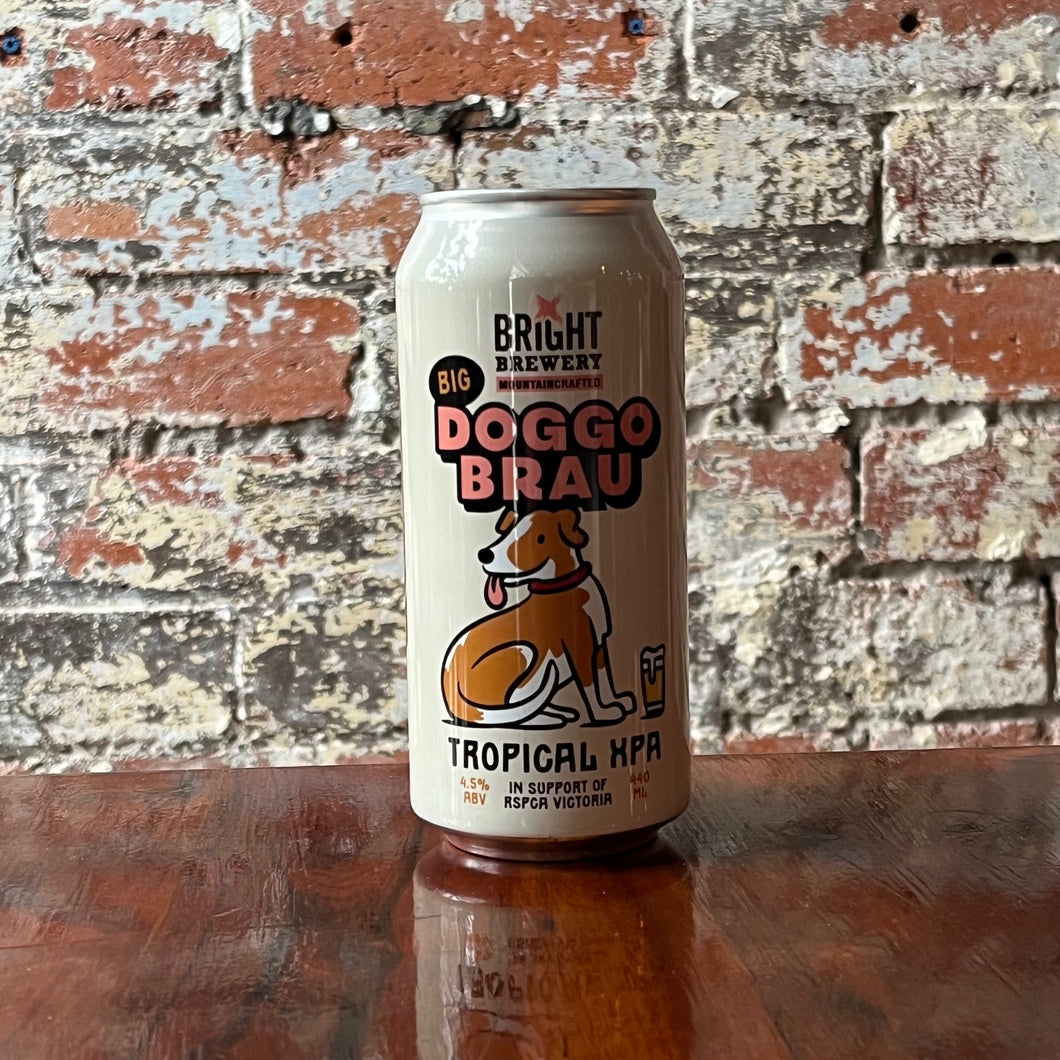 BRIGHT
BREWERY
MOUNTAINCRAFTED
BIG
DOGGO
BRAU
TROPICAL XPA
4.5% ABV
IN SUPPORT OF
RSPCA VICTORIA
440 ML